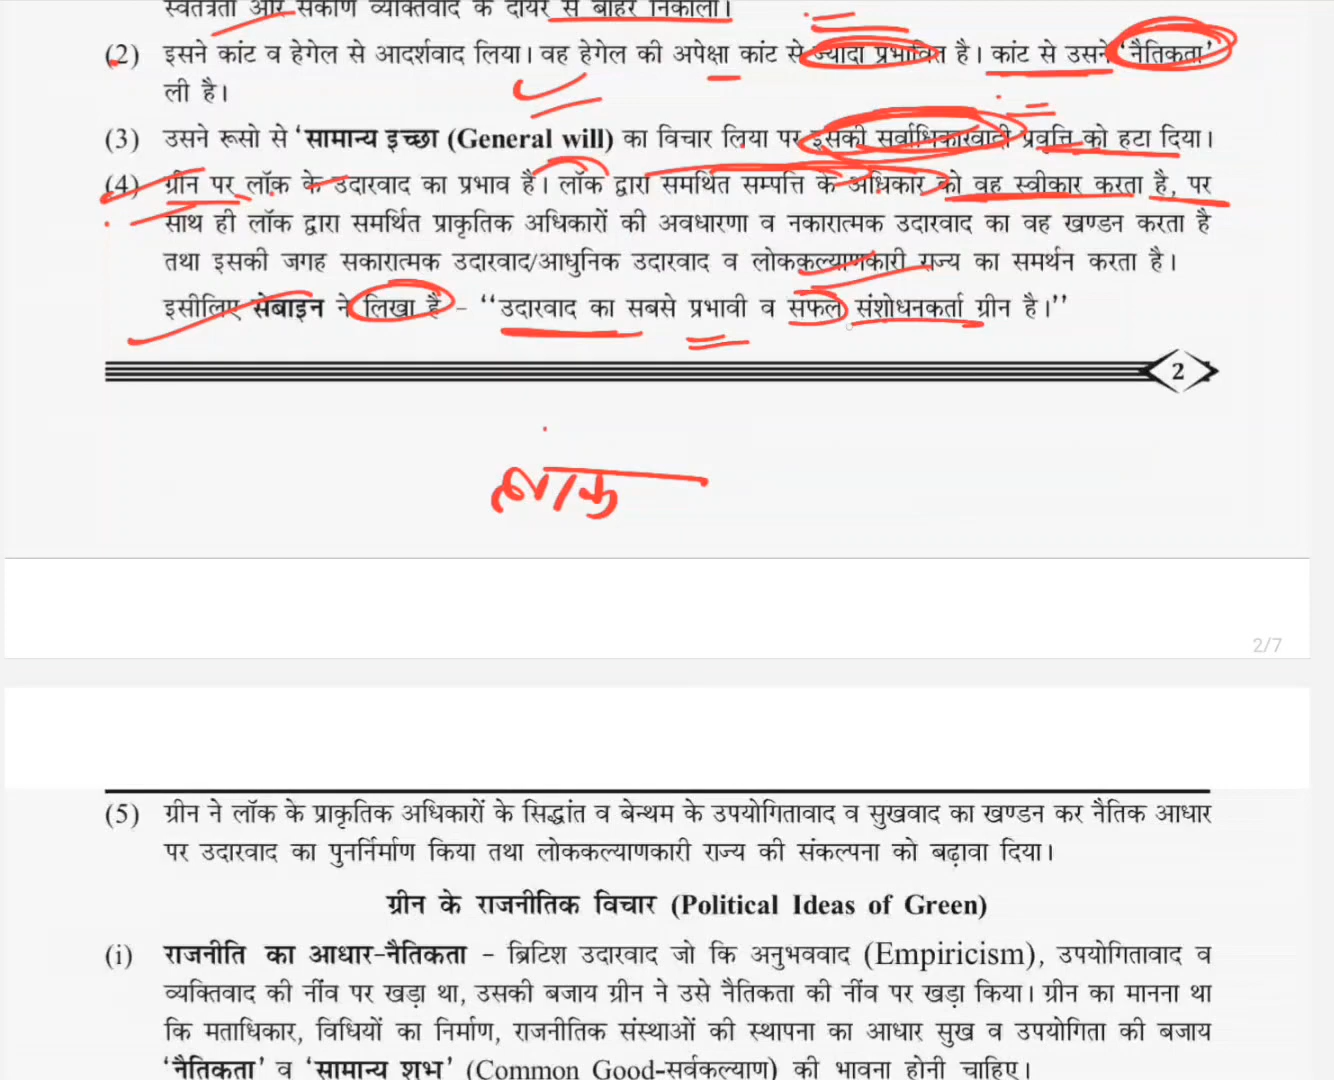 स्वतंत्रता और संकीर्ण व्यक्तिवाद के दायरे से बाहर निकाला।
(2) इसने कांट व हेगेल से आदर्शवाद लिया। वह हेगेल की अपेक्षा कांट से ज्यादा प्रभावित है। कांट से उसने 'नैतिकता'
ली है।
(3) उसने रूसो से 'सामान्य इच्छा (General will) का विचार लिया पर इसकी सर्वाधिकारवादी प्रवृत्ति को हटा दिया।
(4) ग्रीन पर लॉक के उदारवाद का प्रभाव है। लॉक द्वारा समर्थित सम्पत्ति के अधिकार को वह स्वीकार करता है, पर
साथ ही लॉक द्वारा समर्थित प्राकृतिक अधिकारों की अवधारणा व नकारात्मक उदारवाद का वह खण्डन करता है
तथा इसकी जगह सकारात्मक उदारवाद/आधुनिक उदारवाद व लोककल्याणकारी राज्य का समर्थन करता है।
इसीलिए सेबाइन ने लिखा है - ''उदारवाद का सबसे प्रभावी व सफल संशोधनकर्ता ग्रीन है।''
2
लाक
2/7
(5) ग्रीन ने लॉक के प्राकृतिक अधिकारों के सिद्धांत व बेन्थम के उपयोगितावाद व सुखवाद का खण्डन कर नैतिक आधार
पर उदारवाद का पुनर्निर्माण किया तथा लोककल्याणकारी राज्य की संकल्पना को बढ़ावा दिया।
ग्रीन के राजनीतिक विचार (Political Ideas of Green)
(i) राजनीति का आधार-नैतिकता - ब्रिटिश उदारवाद जो कि अनुभववाद (Empiricism), उपयोगितावाद व
व्यक्तिवाद की नींव पर खड़ा था, उसकी बजाय ग्रीन ने उसे नैतिकता की नींव पर खड़ा किया। ग्रीन का मानना था
कि मताधिकार, विधियों का निर्माण, राजनीतिक संस्थाओं की स्थापना का आधार सुख व उपयोगिता की बजाय
'नैतिकता' व 'सामान्य शुभ' (Common Good-सर्वकल्याण) की भावना होनी चाहिए।